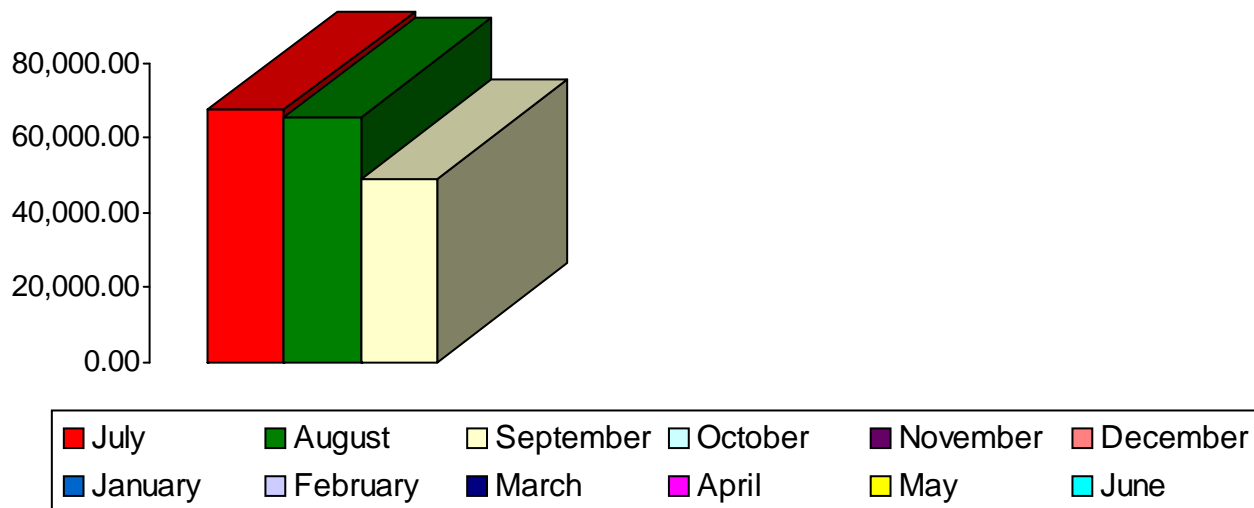 80,000.00
60,000.00
40,000.00
20,000.00
0.00
July August September October November December
January February March April May June